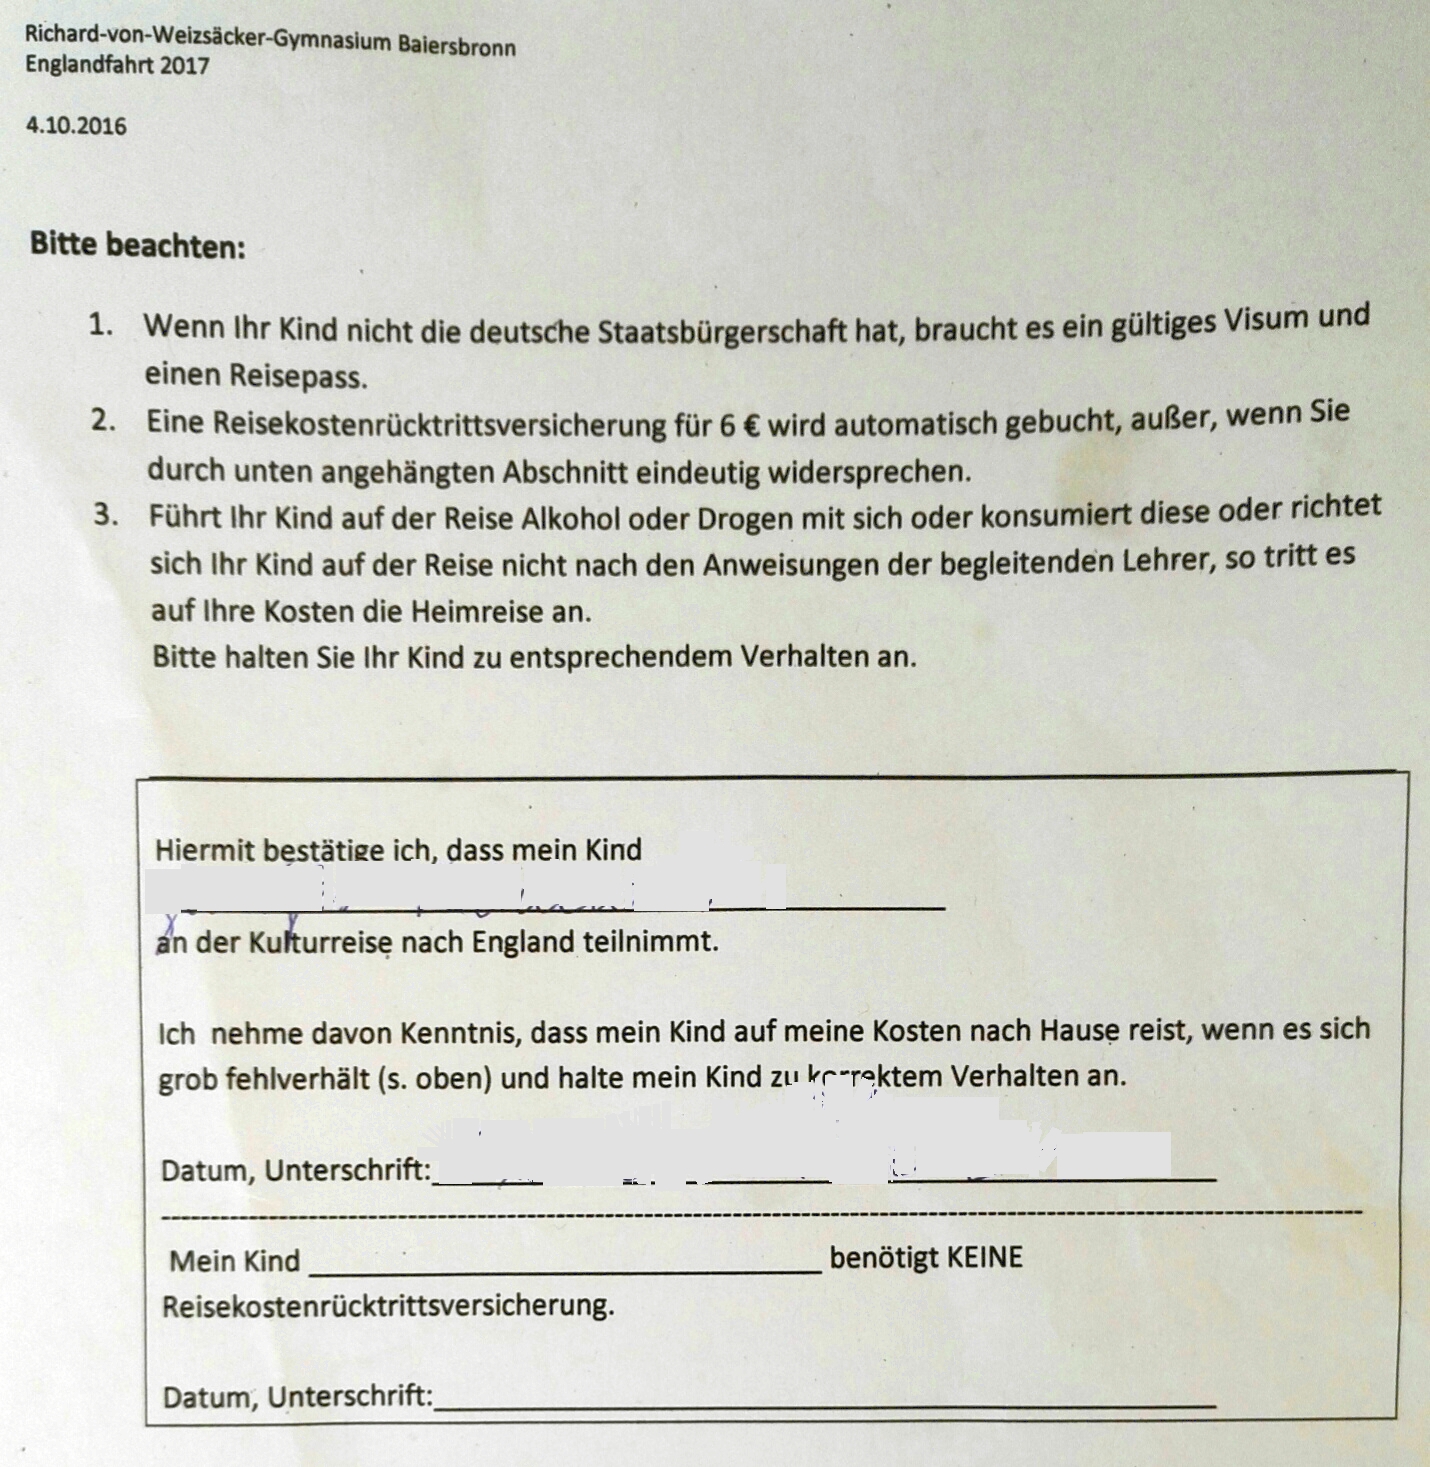 Richard-von-Weizsäcker-Gymnasium Baiersbronn
Englandfahrt 2017
4.10.2016
Bitte beachten:
1. Wenn Ihr Kind nicht die deutsche Staatsbürgerschaft hat, braucht es ein gültiges Visum und
einen Reisepass.
2. Eine Reisekostenrücktrittsversicherung für 6 € wird automatisch gebucht, außer, wenn Sie
durch unten angehängten Abschnitt eindeutig widersprechen.
3. Führt Ihr Kind auf der Reise Alkohol oder Drogen mit sich oder konsumiert diese oder richtet
sich Ihr Kind auf der Reise nicht nach den Anweisungen der begleitenden Lehrer, so tritt es
auf Ihre Kosten die Heimreise an.
Bitte halten Sie Ihr Kind zu entsprechendem Verhalten an.
Hiermit bestätige ich, dass mein Kind
an der Kulturreise nach England teilnimmt.
Ich nehme davon Kenntnis, dass mein Kind auf meine Kosten nach Hause reist, wenn es sich
grob fehlverhält (s. oben) und halte mein Kind zu korrektem Verhalten an.
Datum, Unterschrift:
Mein Kind benötigt KEINE
Reisekostenrücktrittsversicherung.
Datum, Unterschrift: